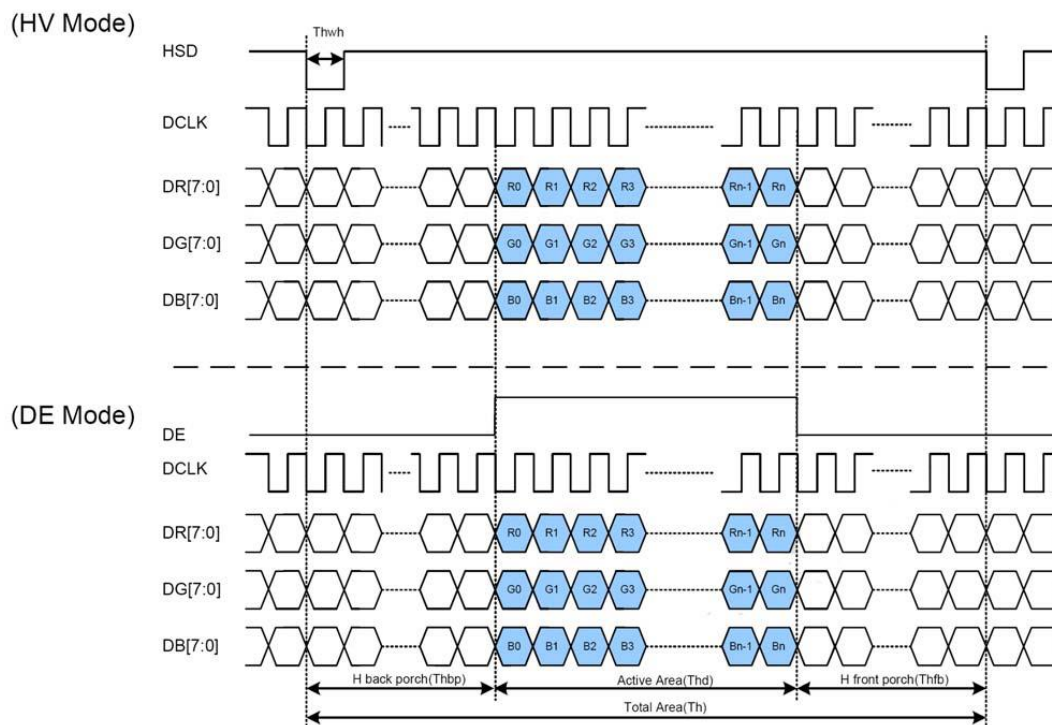 (HV Mode)
Thwh
HSD
DCLK
DR[7:0] R0 R1 R2 R3 Rn-1 Rn
DG[7:0] G0 G1 G2 G3 Gn-1 Gn
DB[7:0] B0 B1 B2 B3 Bn-1 Bn
(DE Mode)
DE
DCLK
DR[7:0] R0 R1 R2 R3 Rn-1 Rn
DG[7:0] G0 G1 G2 G3 Gn-1 Gn
DB[7:0] B0 B1 B2 B3 Bn-1 Bn
H back porch(Thbp) Active Area(Thd) H front porch(Thfb)
Total Area(Th)